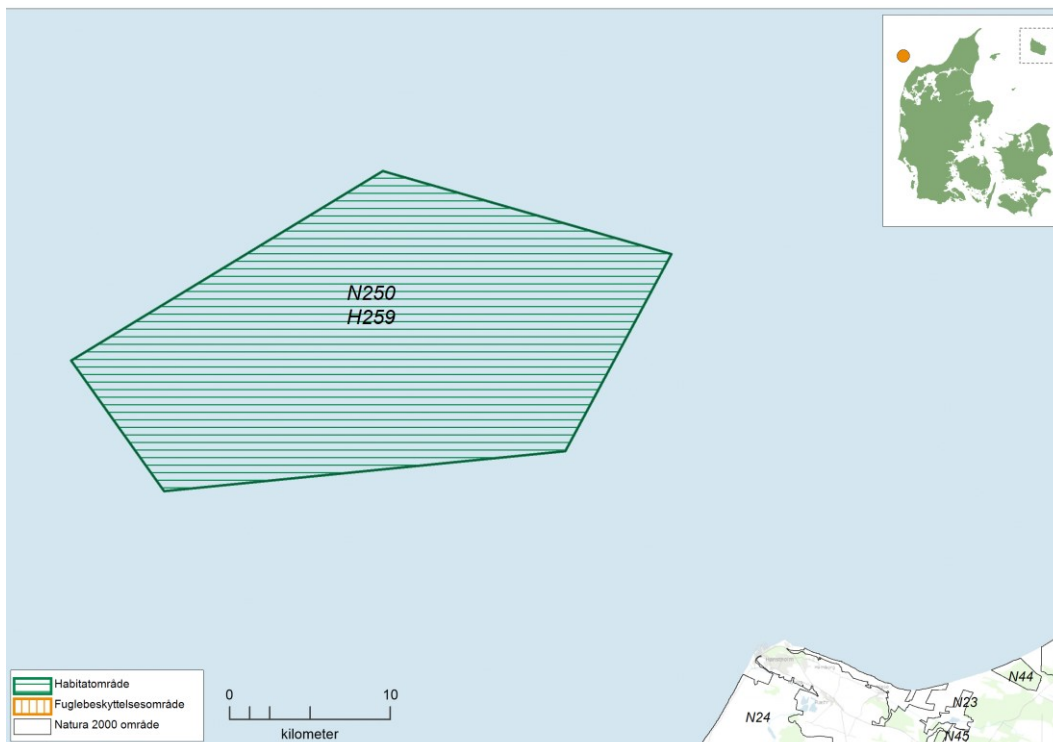 N250
H259
Habitatområde
Fuglebeskyttelsesområde
Natura 2000 område
0 10
kilometer
N44
N23
N24
N45